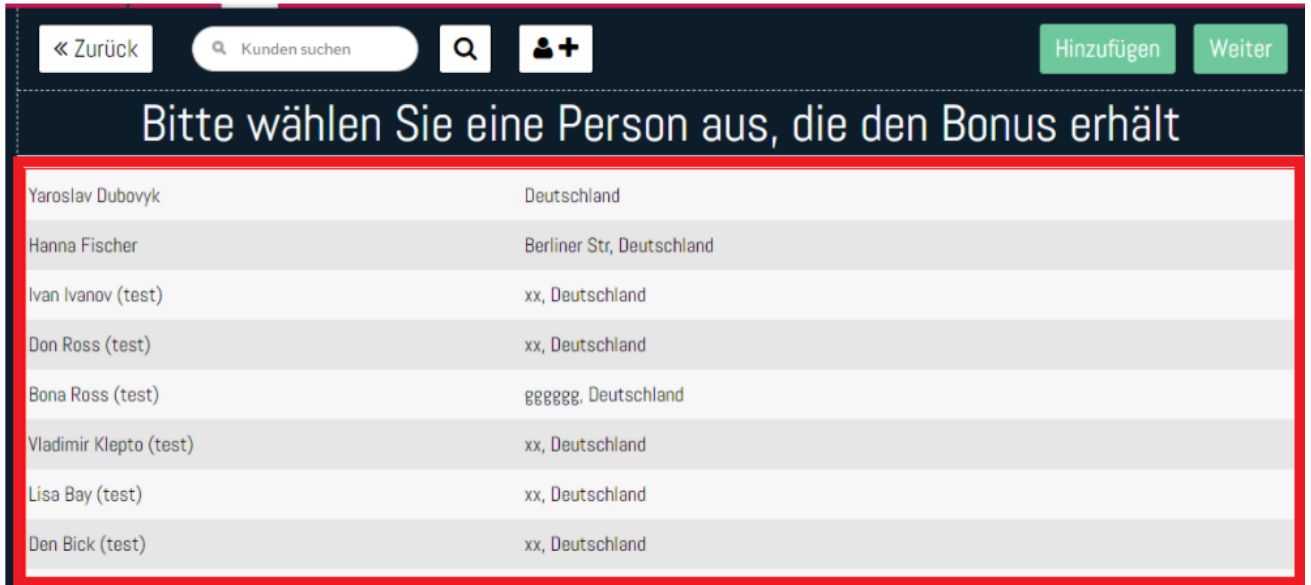 « Zurück Kunden suchen Hinzufügen Weiter
Bitte wählen Sie eine Person aus, die den Bonus erhält
Yaroslav Dubovyk Deutschland
Hanna Fischer Berliner Str, Deutschland
Ivan Ivanov (test) xx, Deutschland
Don Ross (test) xx, Deutschland
Bona Ross (test) gggggg, Deutschland
Vladimir Klepto (test) xx, Deutschland
Lisa Bay (test) xx, Deutschland
Den Bick (test) xx, Deutschland